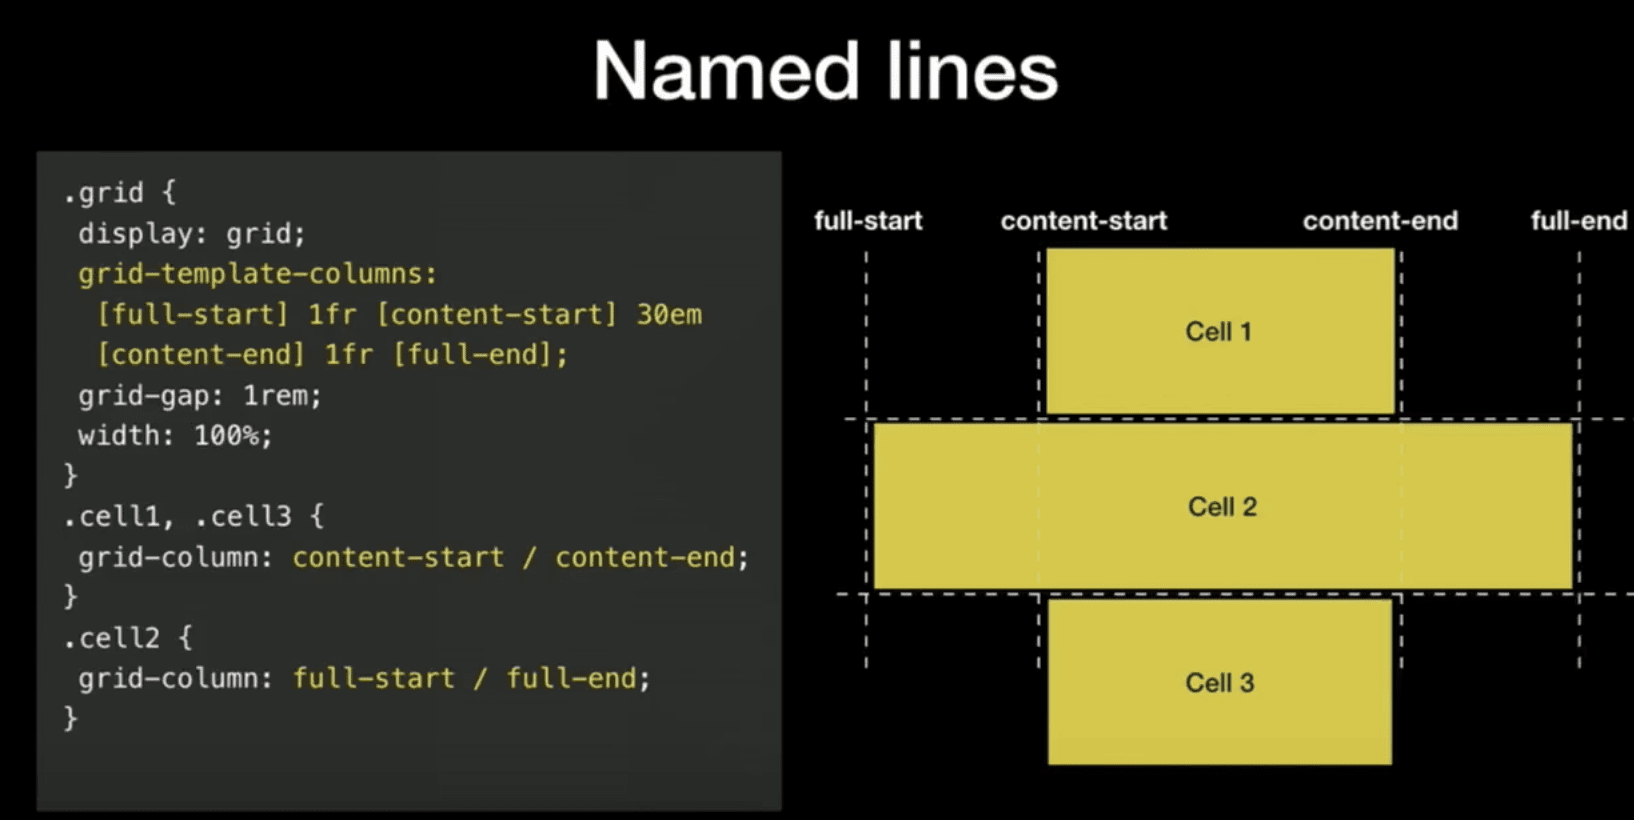 Named lines
.grid {
display: grid;
grid-template-columns:
[full-start] 1fr [content-start] 30em
[content-end] 1fr [full-end];
grid-gap: 1rem;
width: 100%;
}
.cell1, .cell3 {
grid-column: content-start / content-end;
}
.cell2 {
grid-column: full-start / full-end;
}
full-start content-start content-end full-end
Cell 1
Cell 2
Cell 3